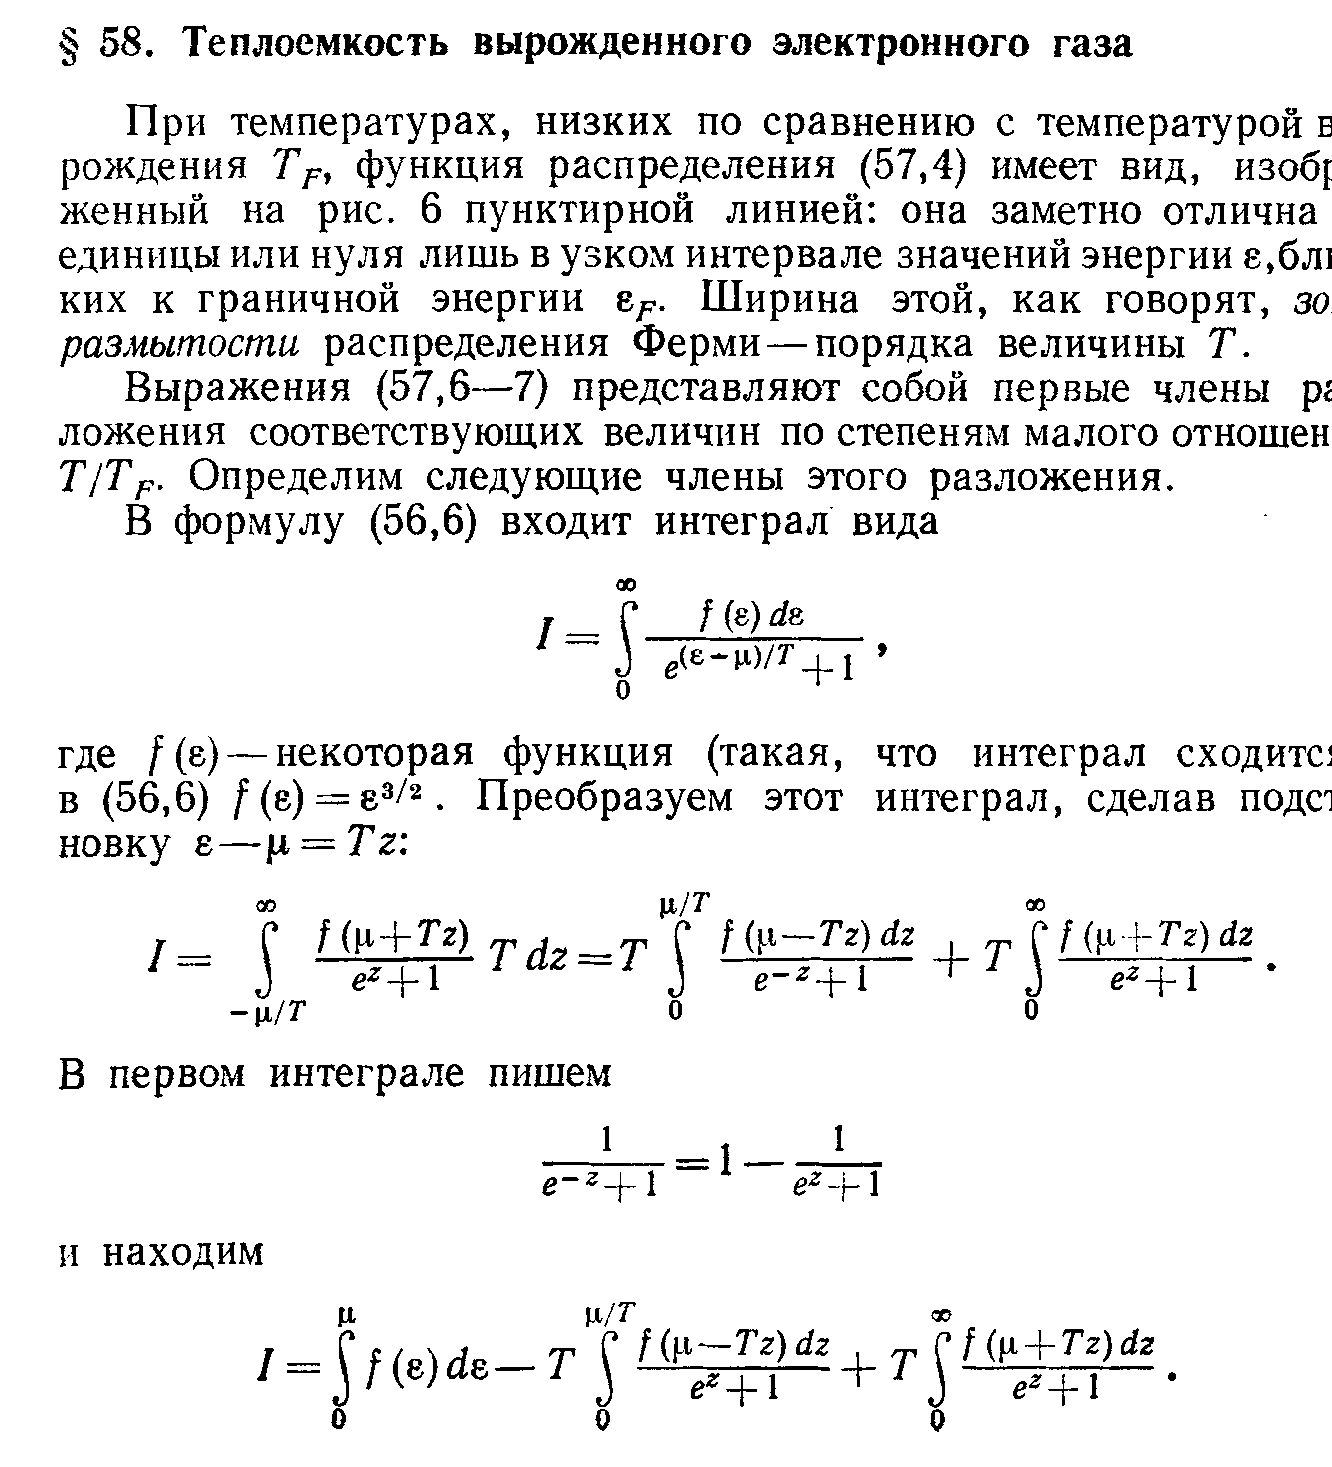 § 58. Теплоемкость вырожденного электронного газа
При температурах, низких по сравнению с температурой в
рождения T_F, функция распределения (57,4) имеет вид, изобр
женный на рис. 6 пунктирной линией: она заметно отлична
единицы или нуля лишь в узком интервале значений энергии ε, бли
ких к граничной энергии ε_F. Ширина этой, как говорят, зо
размытости распределения Ферми—порядка величины T.
Выражения (57,6—7) представляют собой первые члены ра
ложения соответствующих величин по степеням малого отношен
T/T_F. Определим следующие члены этого разложения.
В формулу (56,6) входит интеграл вида
I = ∫_0^∞ f(ε) dε / (e^{(ε-μ)/T} + 1),
где f(ε)—некоторая функция (такая, что интеграл сходится
в (56,6) f(ε) = ε^{3/2}. Преобразуем этот интеграл, сделав подст
новку ε—μ = Tz:
I = ∫_{-μ/T}^∞ f(μ+Tz) / (e^z+1) T dz = T ∫_0^{μ/T} f(μ—Tz) dz / (e^{-z}+1) + T ∫_0^∞ f(μ+Tz) dz / (e^z+1).
В первом интеграле пишем
1 / (e^{-z}+1) = 1 — 1 / (e^z+1)
и находим
I = ∫_0^μ f(ε) dε — T ∫_0^{μ/T} f(μ—Tz) dz / (e^z+1) + T ∫_0^∞ f(μ+Tz) dz / (e^z+1).